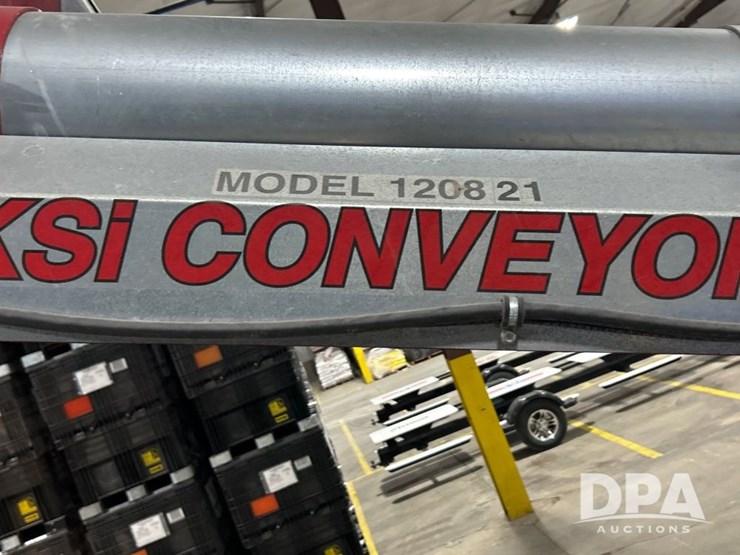 MODEL 1208 21
KSi CONVEYOR
DPA
AUCTIONS